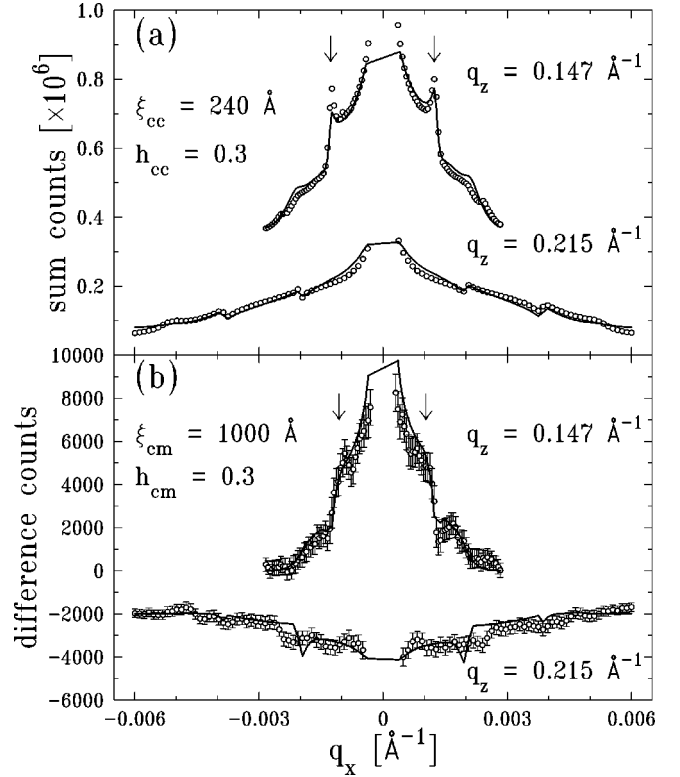 (a)
q_z = 0.147 Å⁻¹
ξ_cc = 240 Å
h_cc = 0.3
q_z = 0.215 Å⁻¹
sum counts [×10⁶]
1.0
0.8
0.6
0.4
0.2
(b)
q_z = 0.147 Å⁻¹
ξ_cm = 1000 Å
h_cm = 0.3
q_z = 0.215 Å⁻¹
difference counts
10000
8000
6000
4000
2000
0
−2000
−4000
−6000
−0.006 −0.003 0 0.003 0.006
q_x [Å⁻¹]